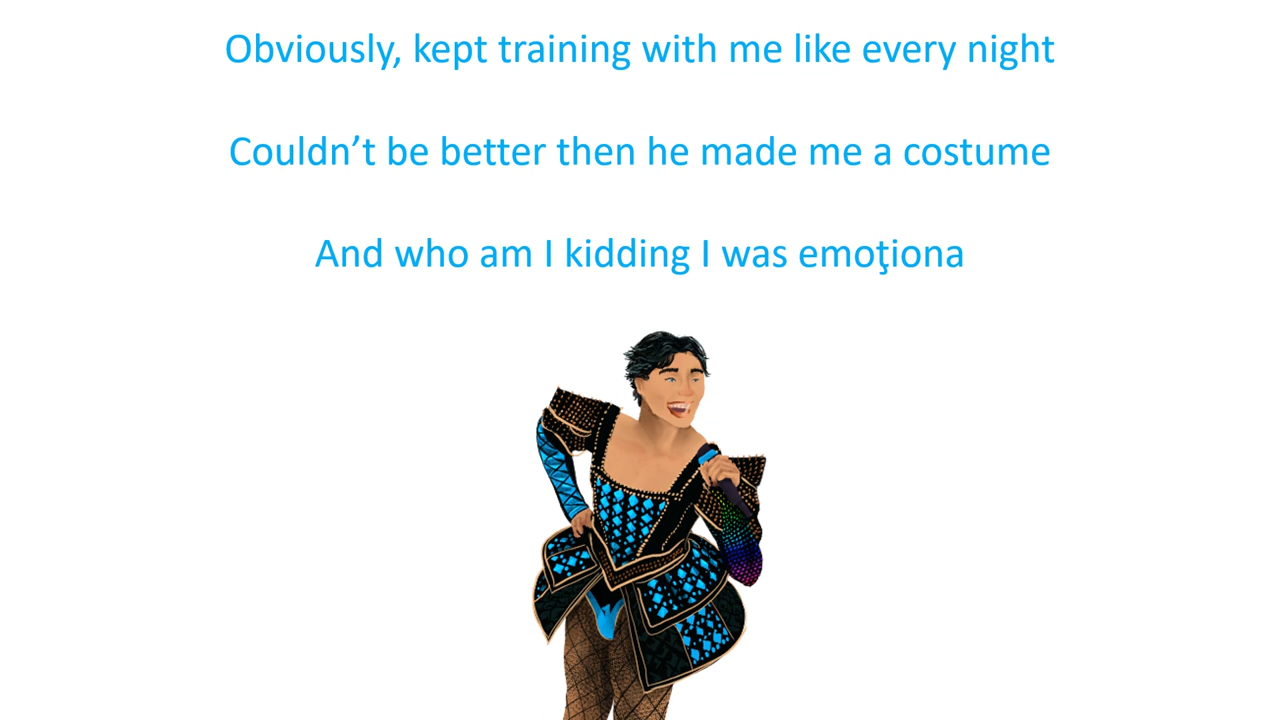 Obviously, kept training with me like every night
Couldn’t be better then he made me a costume
And who am I kidding I was emoţiona